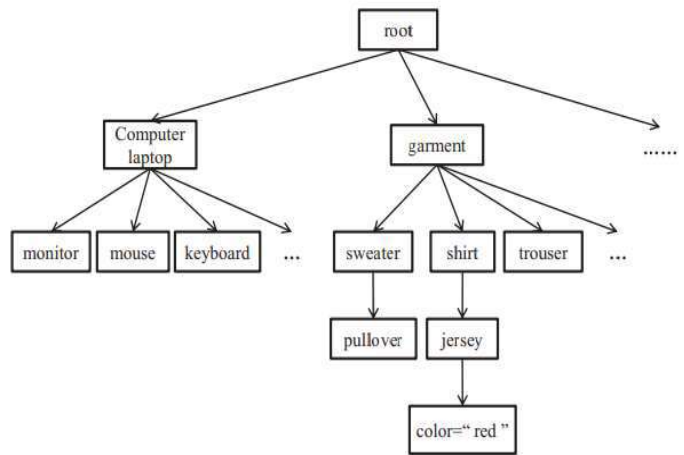 root
Computer
laptop
garment
......
monitor
mouse
keyboard
...
sweater
shirt
trouser
...
pullover
jersey
color=“ red ”